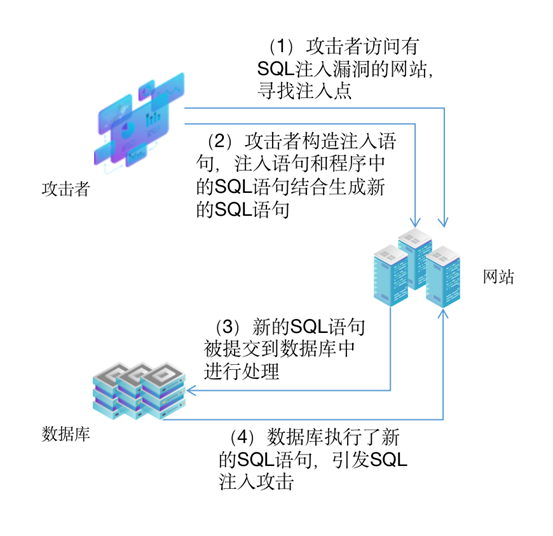 （1）攻击者访问有
SQL注入漏洞的网站，
寻找注入点
（2）攻击者构造注入语
句，注入语句和程序中
的SQL语句结合生成新
的SQL语句
攻击者
网站
（3）新的SQL语句
被提交到数据库中
进行处理
数据库
（4）数据库执行了新
的SQL语句，引发SQL
注入攻击